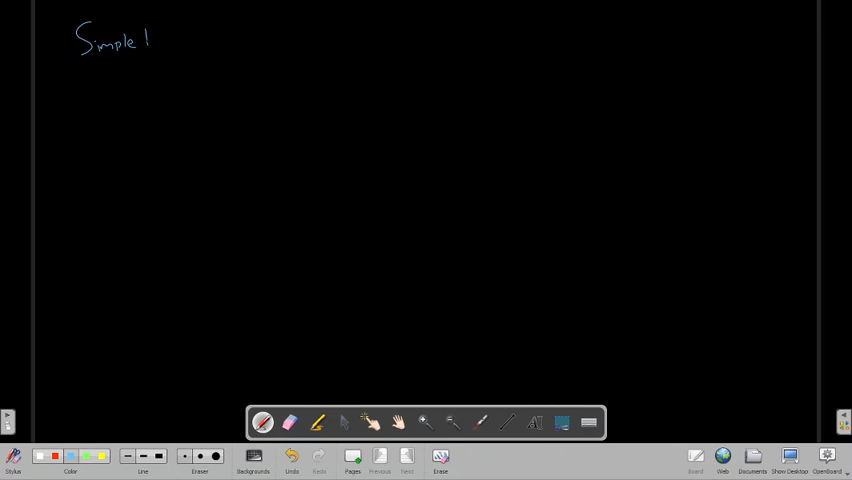 Simple l
Stylus
Color
Line
Eraser
Backgrounds
Undo
Redo
Pages
Previous
Next
Erase
Board
Web
Documents
Show Desktop
OpenBoard